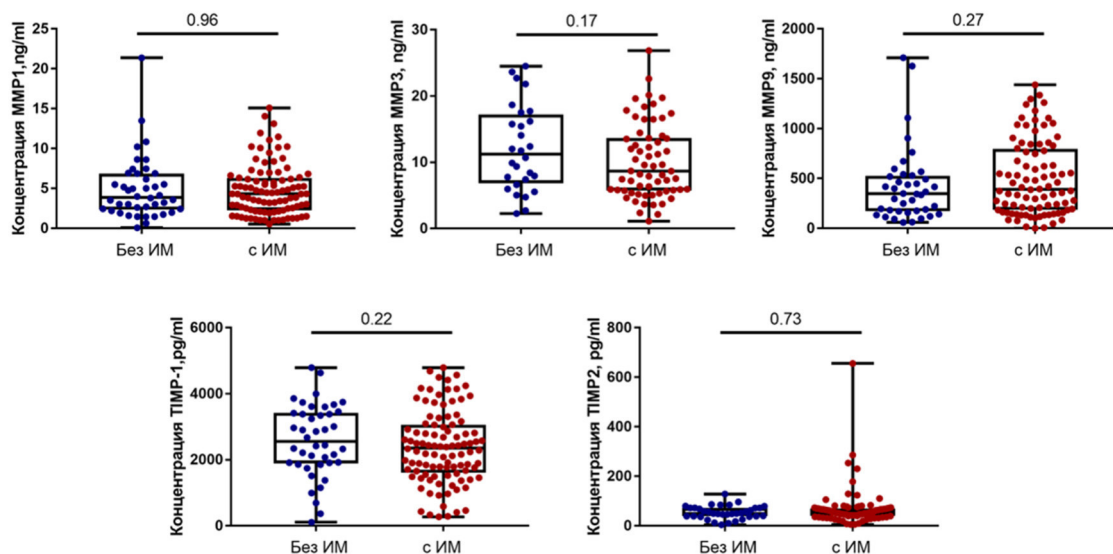 0.96
Концентрация MMP1,ng/ml
25
20
15
10
5
0
Без ИМ
с ИМ
0.17
Концентрация MMP3, ng/ml
30
20
10
0
Без ИМ
с ИМ
0.27
Концентрация MMP9, ng/ml
2000
1500
1000
500
0
Без ИМ
с ИМ
0.22
Концентрация TIMP-1,pg/ml
6000
4000
2000
0
Без ИМ
с ИМ
0.73
Концентрация TIMP2, pg/ml
800
600
400
200
0
Без ИМ
с ИМ